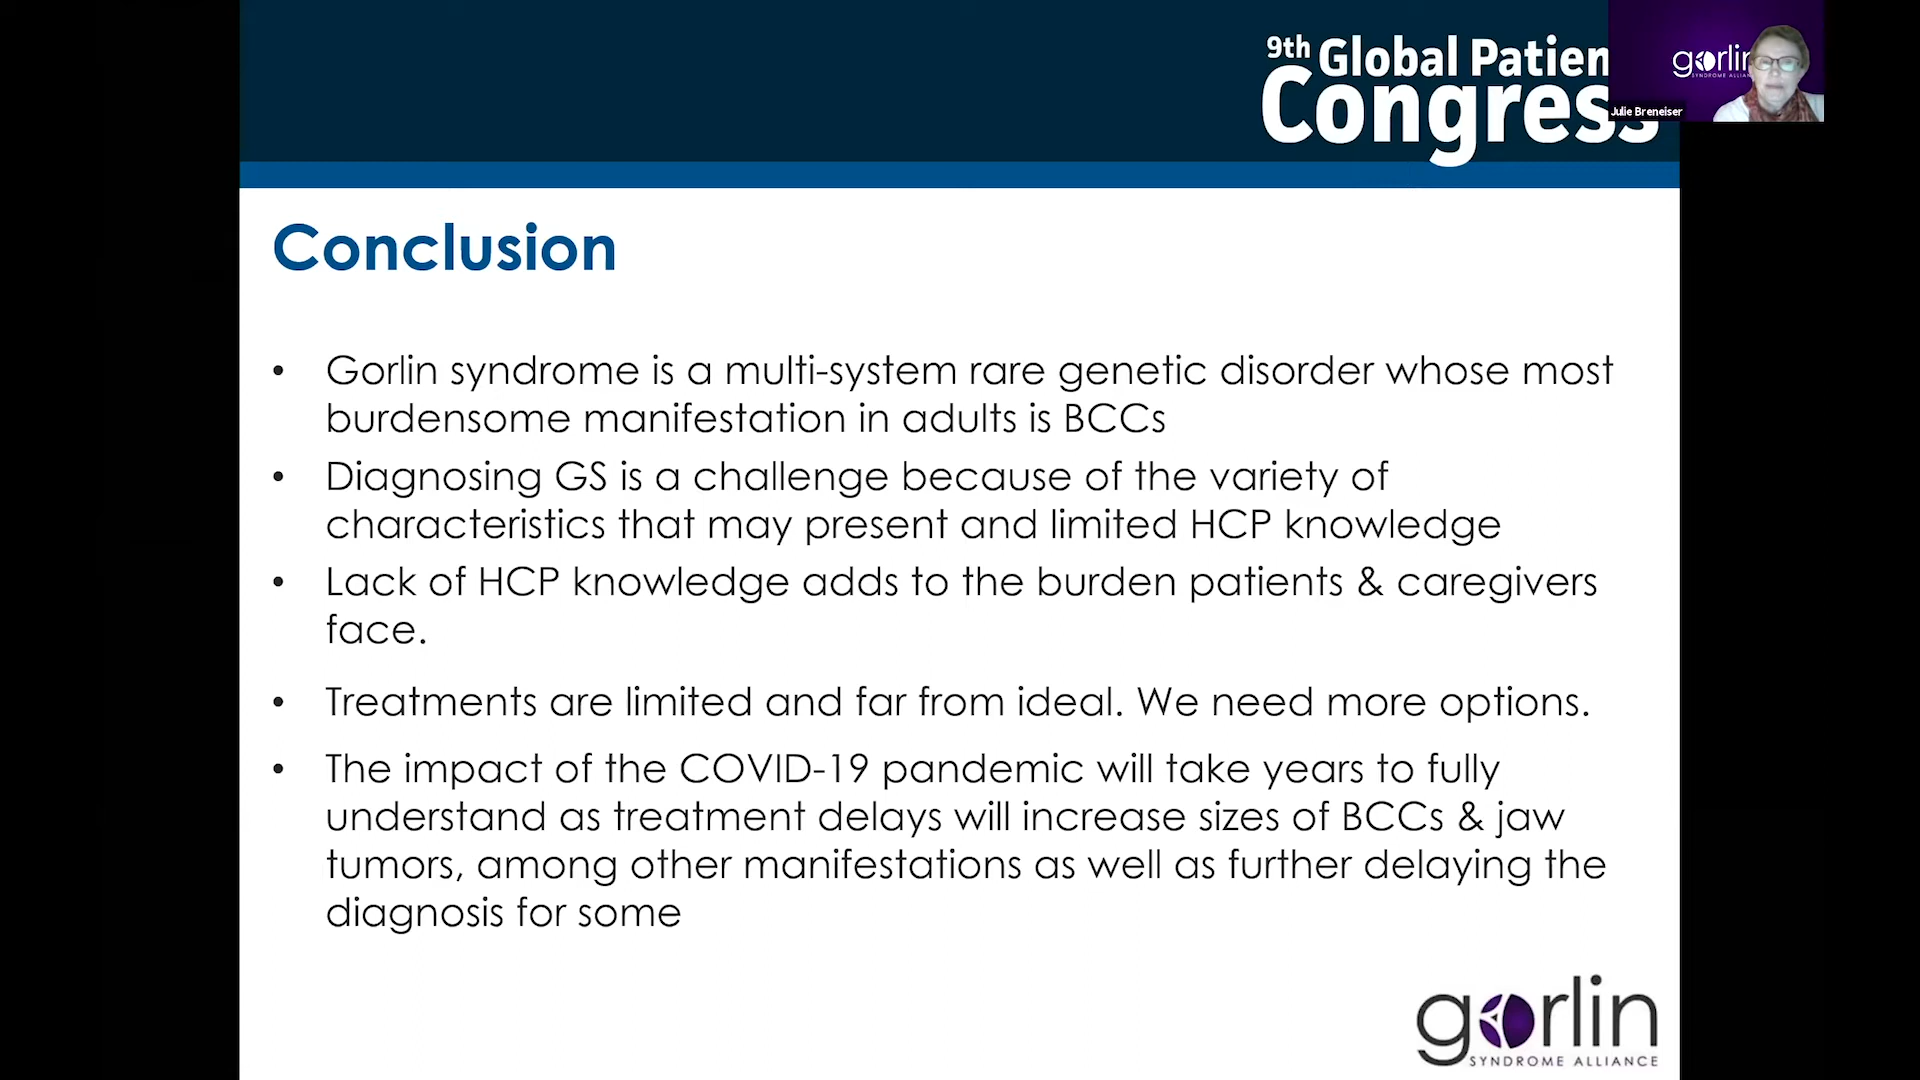 9th Global Patien
Congress
gorlin
SYNDROME ALLIAN
Julie Breneiser
Conclusion
• Gorlin syndrome is a multi-system rare genetic disorder whose most
burdensome manifestation in adults is BCCs
• Diagnosing GS is a challenge because of the variety of
characteristics that may present and limited HCP knowledge
• Lack of HCP knowledge adds to the burden patients & caregivers
face.
• Treatments are limited and far from ideal. We need more options.
• The impact of the COVID-19 pandemic will take years to fully
understand as treatment delays will increase sizes of BCCs & jaw
tumors, among other manifestations as well as further delaying the
diagnosis for some
gorlin
SYNDROME ALLIANCE